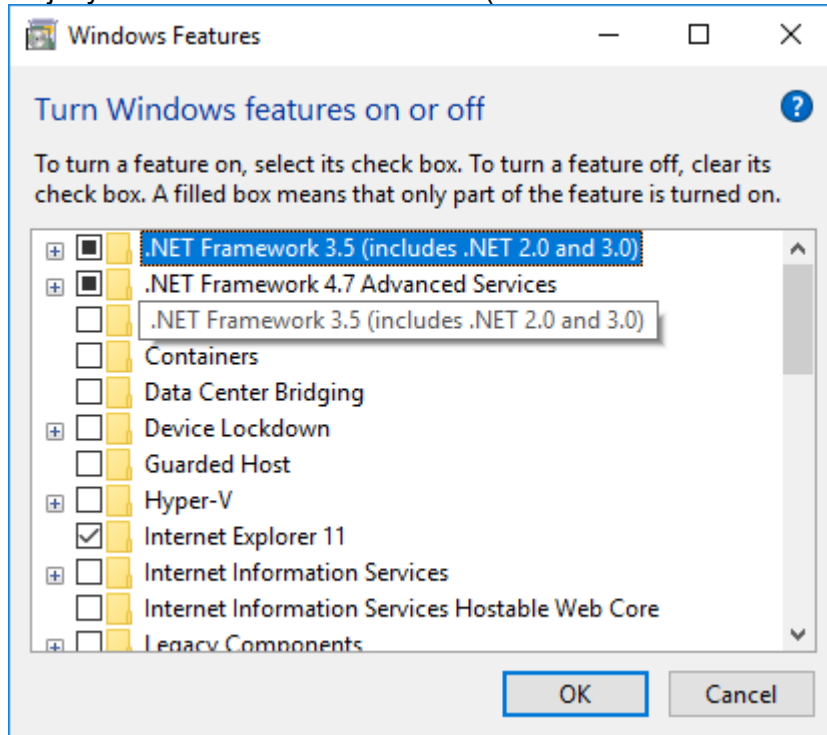 Windows Features
Turn Windows features on or off
To turn a feature on, select its check box. To turn a feature off, clear its
check box. A filled box means that only part of the feature is turned on.
.NET Framework 3.5 (includes .NET 2.0 and 3.0)
.NET Framework 4.7 Advanced Services
.NET Framework 3.5 (includes .NET 2.0 and 3.0)
Containers
Data Center Bridging
Device Lockdown
Guarded Host
Hyper-V
Internet Explorer 11
Internet Information Services
Internet Information Services Hostable Web Core
Legacy Components
OK Cancel